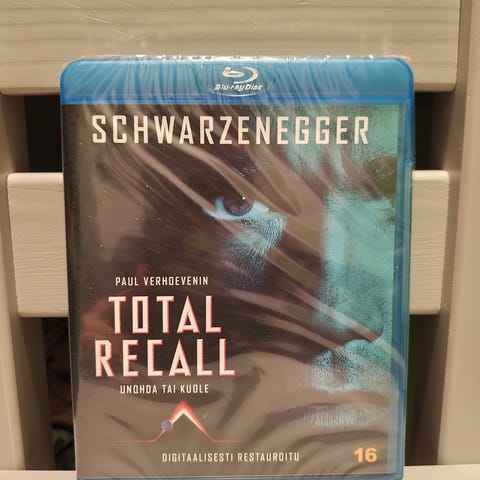 Blu-ray Disc
SCHWARZENEGGER
PAUL VERHOEVENIN
TOTAL
RECALL
UNOHDA TAI KUOLE
DIGITAALISESTI RESTAUROITU
16